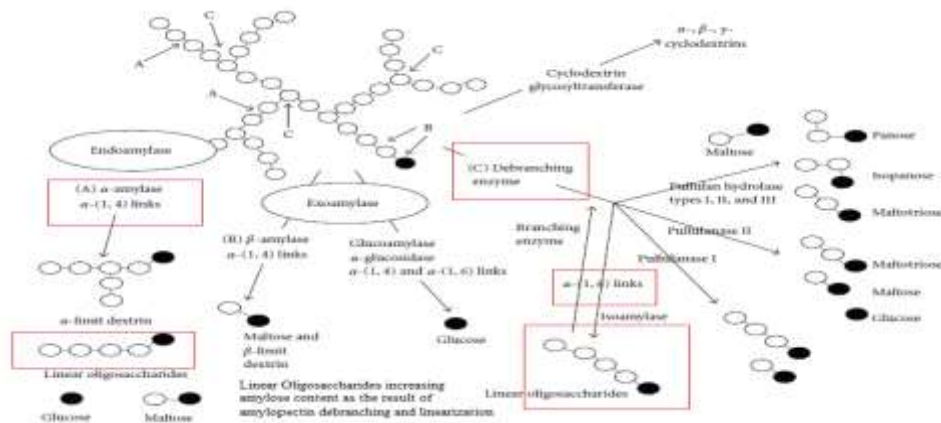 C
A
C
A
C
B
α-, β-, γ-
cyclodextrins
Cyclodextrin
glycosyltransferase
Endoamylase
(A) α-amylase
α-(1, 4) links
α-limit dextrin
Linear oligosaccharides
Glucose
Maltose
Exoamylase
(B) β-amylase
α-(1, 4) links
Maltose and
β-limit
dextrin
Glucoamylase
α-gluconidase
α-(1, 4) and α-(1, 6) links
Glucose
Linear Oligosaccharides increasing
amylose content as the result of
amylopectin debranching and linearization
(C) Debranching
enzyme
Branching
enzyme
α-(1, 6) links
Isoamylase
Linear oligosaccharides
Maltose
Pullulan hydrolase
types I, II, and III
Pullulanase II
Pullulanase I
Panose
Isopanose
Maltotriose
Maltotriose
Maltose
Glucose